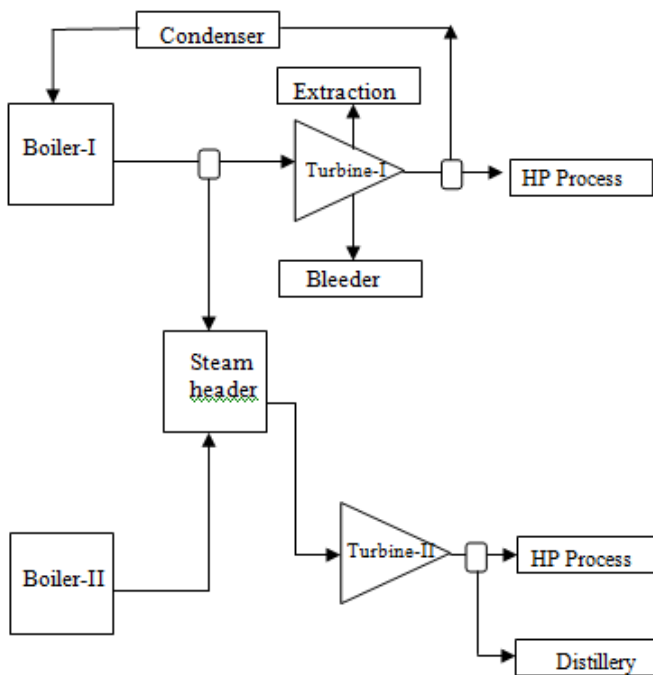 Condenser
Extraction
Boiler-I
Turbine-I
HP Process
Bleeder
Steam
header
Turbine-II
HP Process
Boiler-II
Distillery